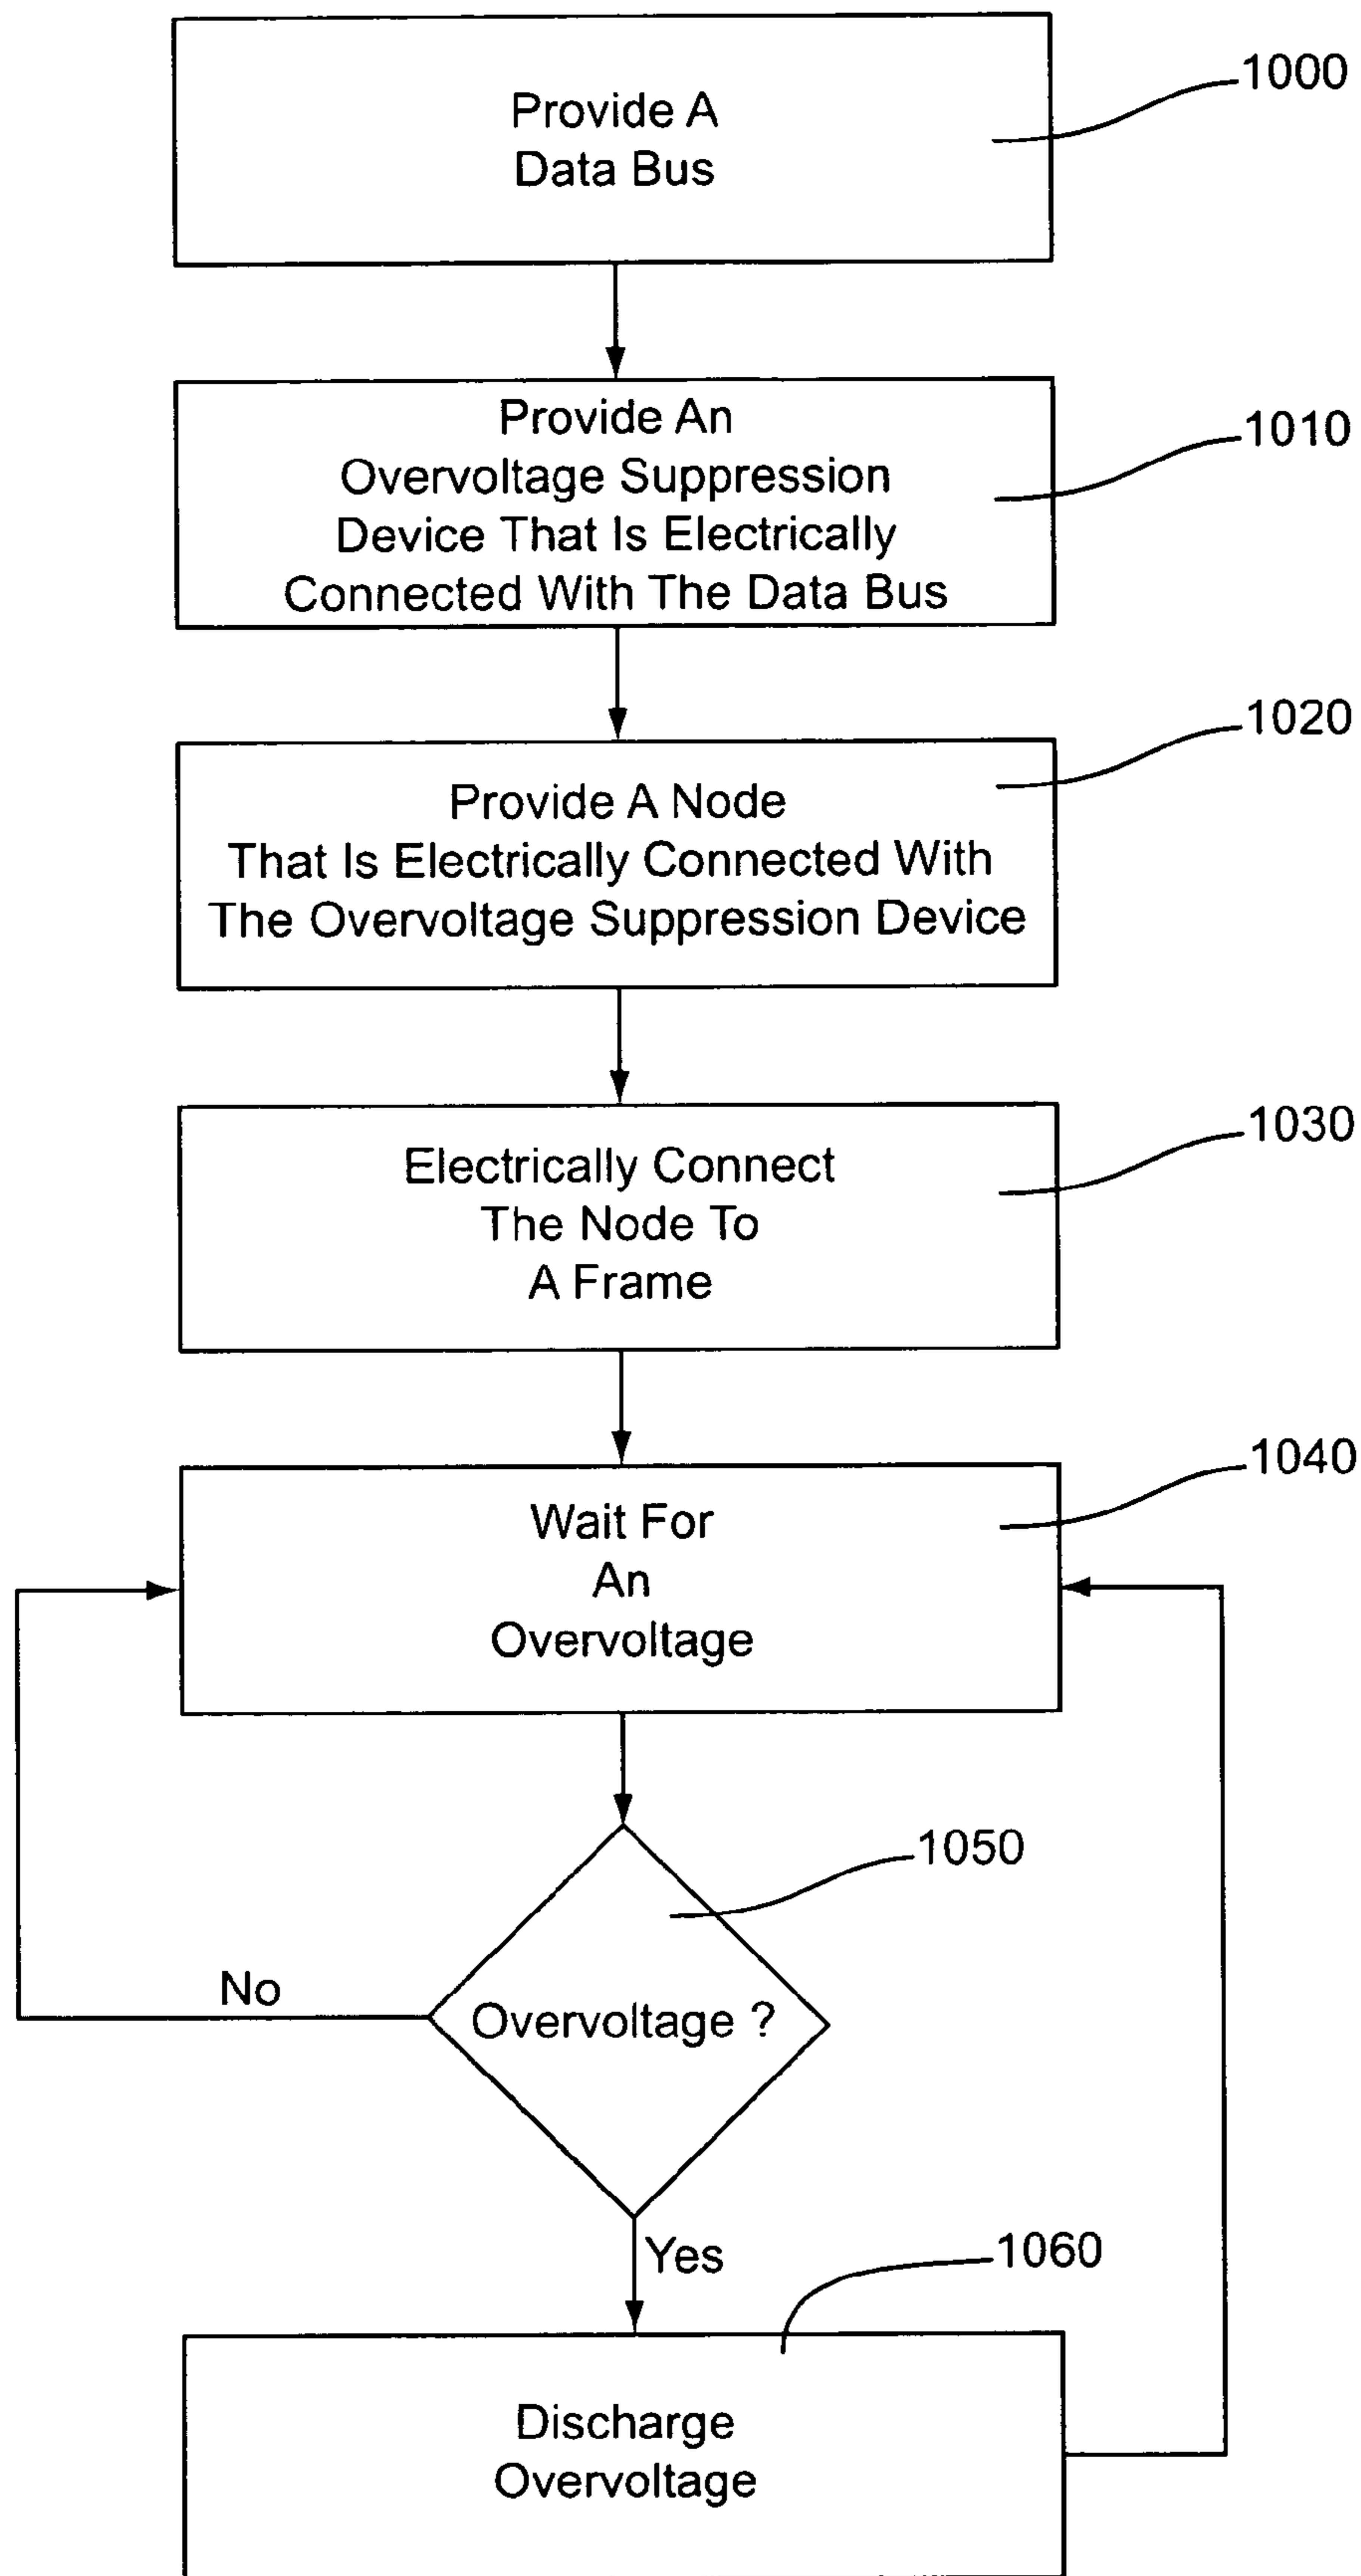 1000
Provide A
Data Bus
1010
Provide An
Overvoltage Suppression
Device That Is Electrically
Connected With The Data Bus
1020
Provide A Node
That Is Electrically Connected With
The Overvoltage Suppression Device
1030
Electrically Connect
The Node To
A Frame
1040
Wait For
An
Overvoltage
1050
No
Overvoltage ?
Yes
1060
Discharge
Overvoltage